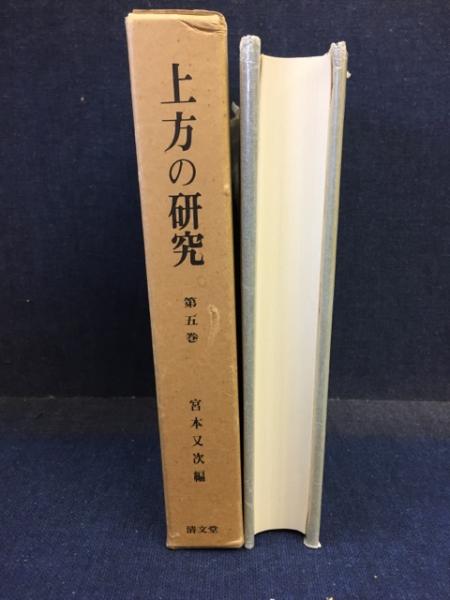 上方の研究
第五巻
宮本又次編
清文堂